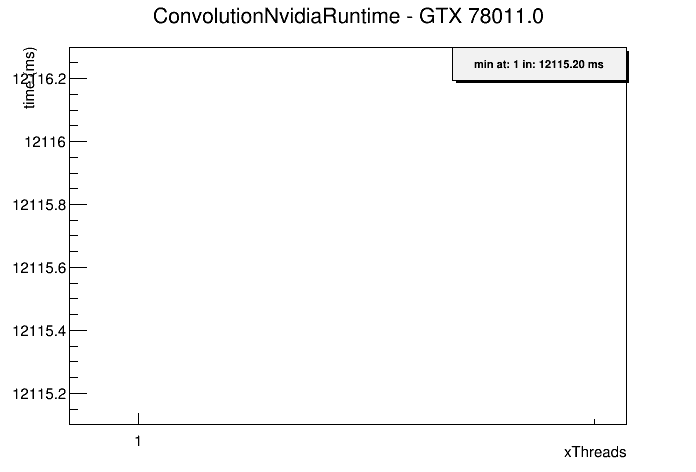 ConvolutionNvidiaRuntime - GTX 78011.0
time (ms)
min at: 1 in: 12115.20 ms
12116.2
12116
12115.8
12115.6
12115.4
12115.2
1
xThreads